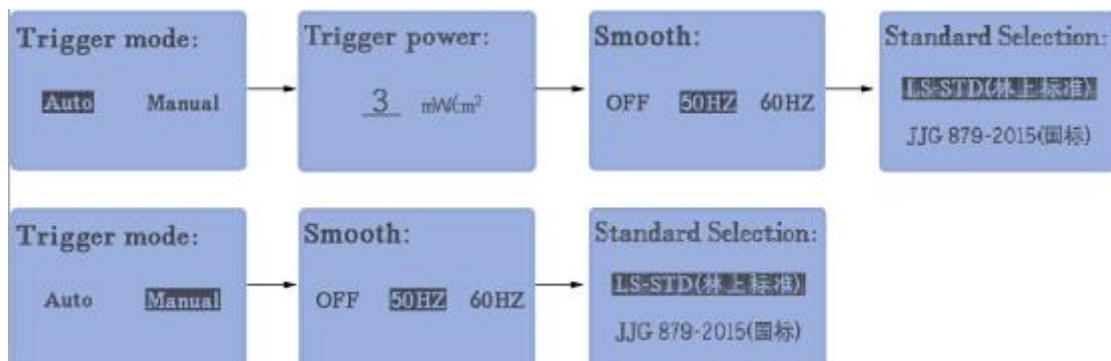 Trigger mode:
Auto Manual
Trigger power:
3 mW/cm²
Smooth:
OFF 50HZ 60HZ
Standard Selection:
LS-STD(林上标准)
JJG 879-2015(国标)
Trigger mode:
Auto Manual
Smooth:
OFF 50HZ 60HZ
Standard Selection:
LS-STD(林上标准)
JJG 879-2015(国标)